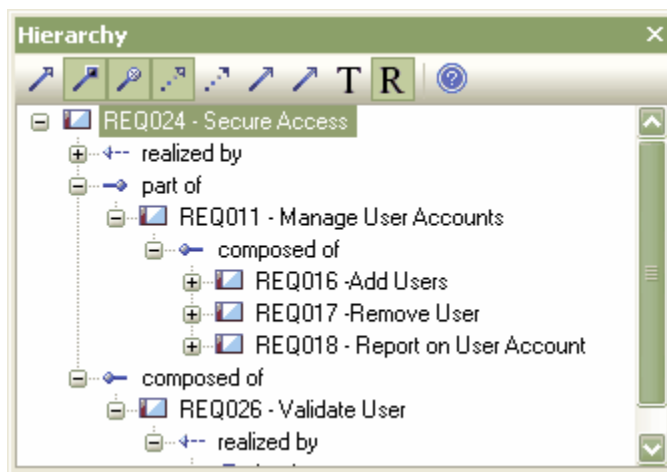 Hierarchy
T R ?
REQ024 - Secure Access
realized by
part of
REQ011 - Manage User Accounts
composed of
REQ016 -Add Users
REQ017 -Remove User
REQ018 - Report on User Account
composed of
REQ026 - Validate User
realized by